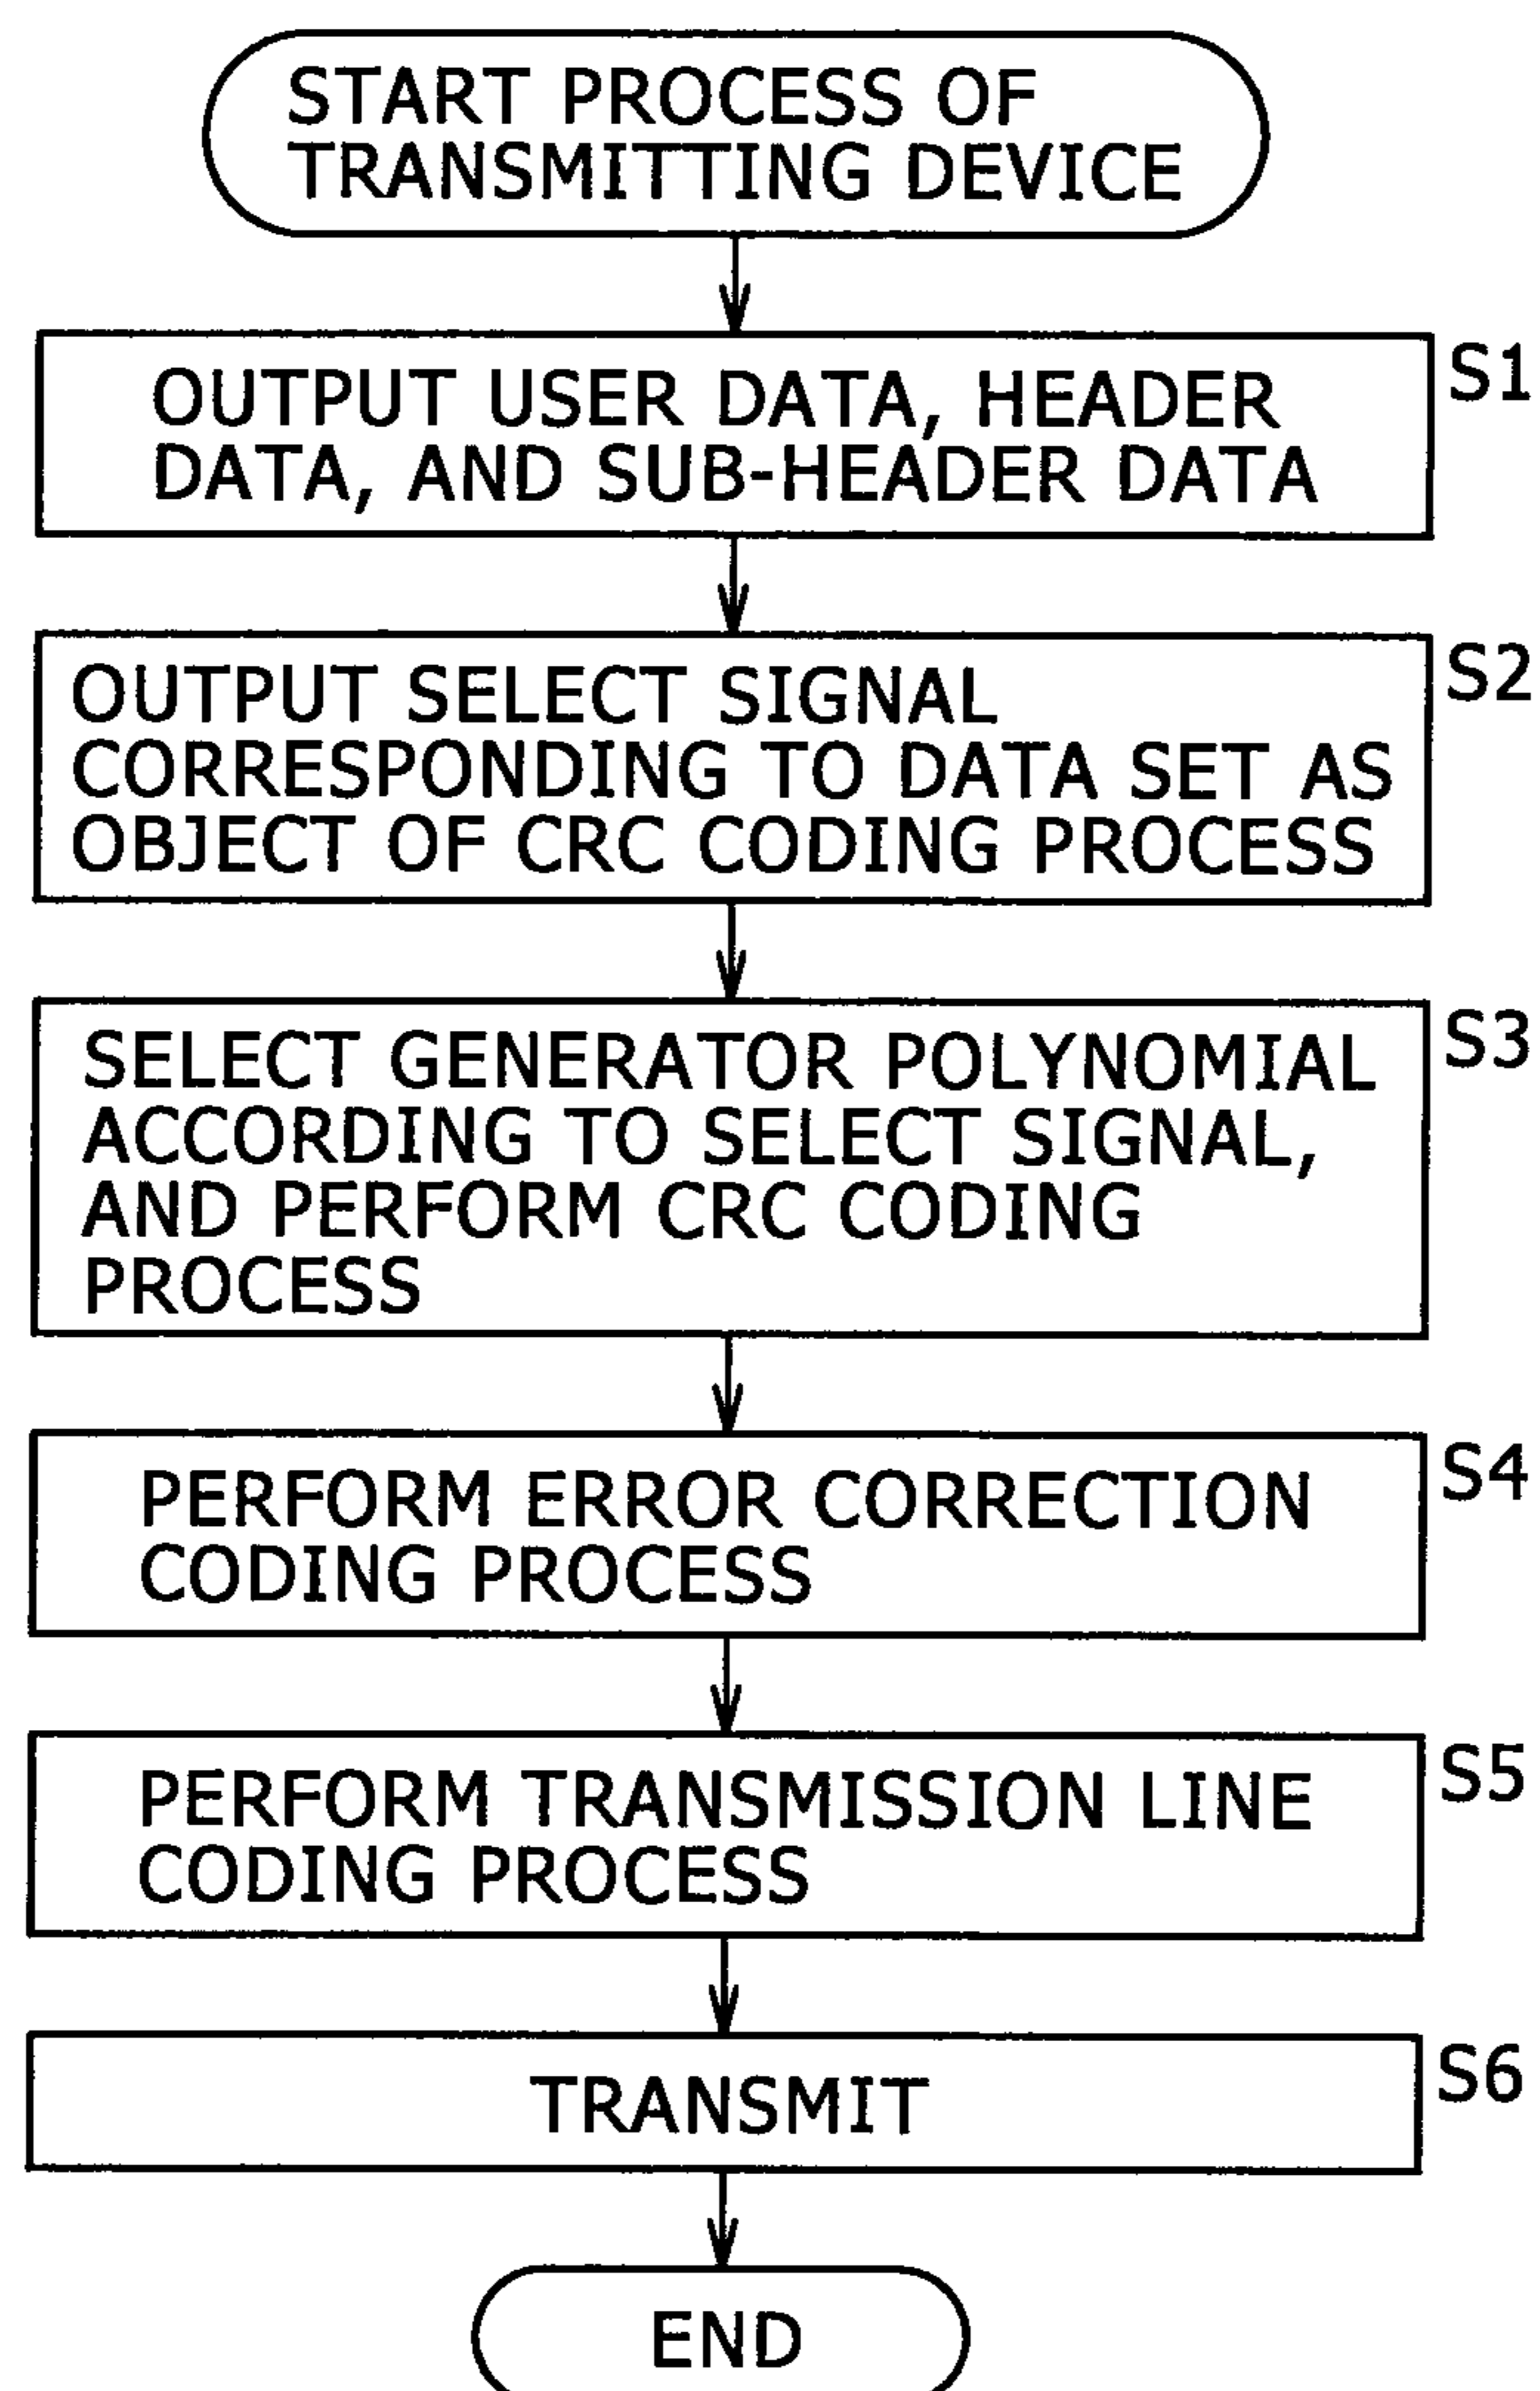 START PROCESS OF
TRANSMITTING DEVICE
S1
OUTPUT USER DATA, HEADER
DATA, AND SUB-HEADER DATA
S2
OUTPUT SELECT SIGNAL
CORRESPONDING TO DATA SET AS
OBJECT OF CRC CODING PROCESS
S3
SELECT GENERATOR POLYNOMIAL
ACCORDING TO SELECT SIGNAL,
AND PERFORM CRC CODING
PROCESS
S4
PERFORM ERROR CORRECTION
CODING PROCESS
S5
PERFORM TRANSMISSION LINE
CODING PROCESS
S6
TRANSMIT
END